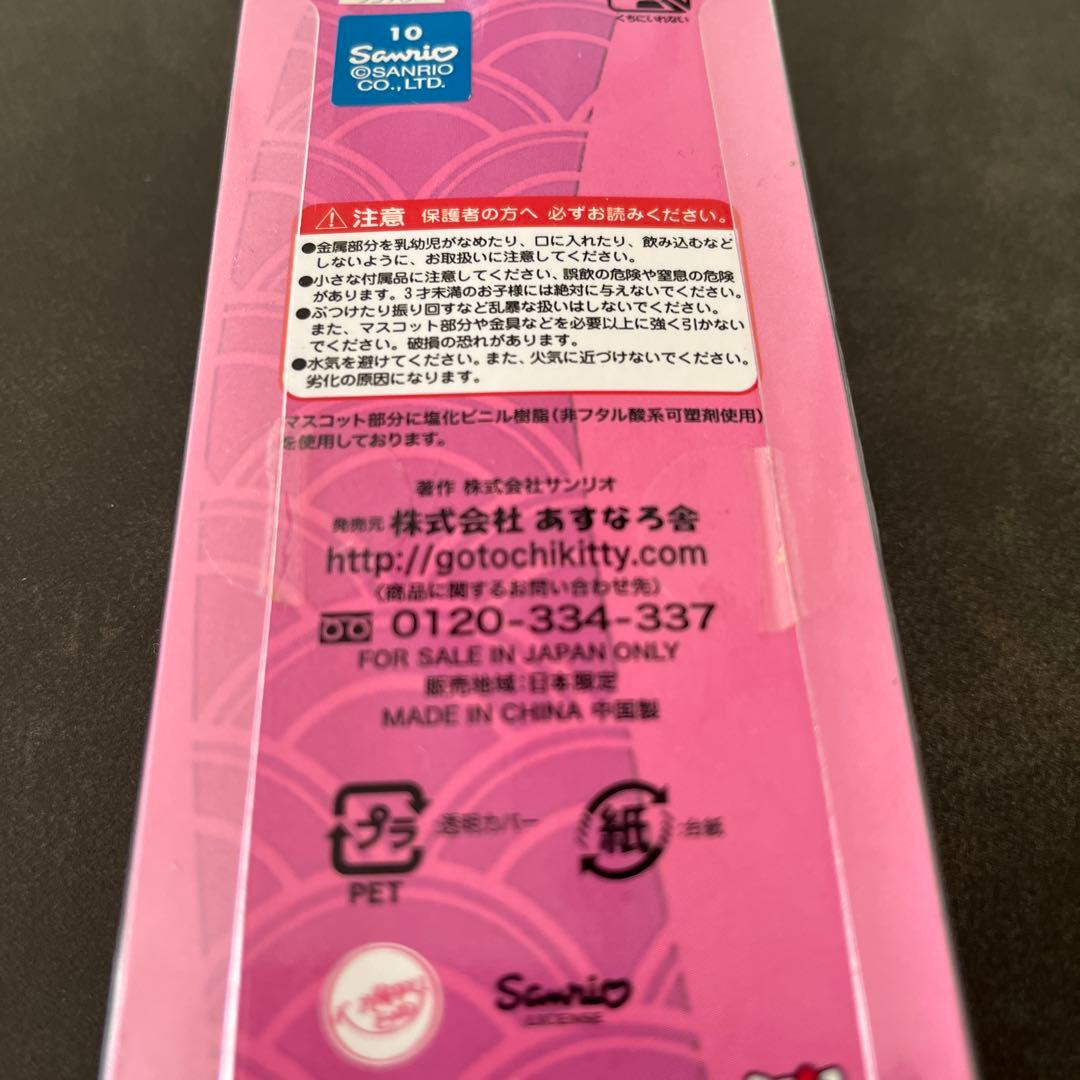 くちにいれない
10
Sanrio
©SANRIO
CO.,LTD.
注意 保護者の方へ 必ずお読みください。
●金属部分を乳幼児がなめたり、口に入れたり、飲み込むなど
しないように、お取扱いに注意してください。
●小さな付属品に注意してください、誤飲の危険や窒息の危険
があります。3才未満のお子様には絶対に与えないでください。
●ぶつけたり振り回すなど乱暴な扱いはしないでください。
また、マスコット部分や金具などを必要以上に強く引かない
でください。破損の恐れがあります。
●水気を避けてください。また、火気に近づけないでください。
劣化の原因になります。
マスコット部分に塩化ビニル樹脂(非フタル酸系可塑剤使用)
を使用しております。
著作 株式会社サンリオ
発売元 株式会社 あすなろ舎
http://gotochikitty.com
(商品に関するお問い合わせ先)
0120-334-337
FOR SALE IN JAPAN ONLY
販売地域:日本限定
MADE IN CHINA 中国製
プラ :透明カバー
紙 :台紙
PET
Sanrio
LICENSE